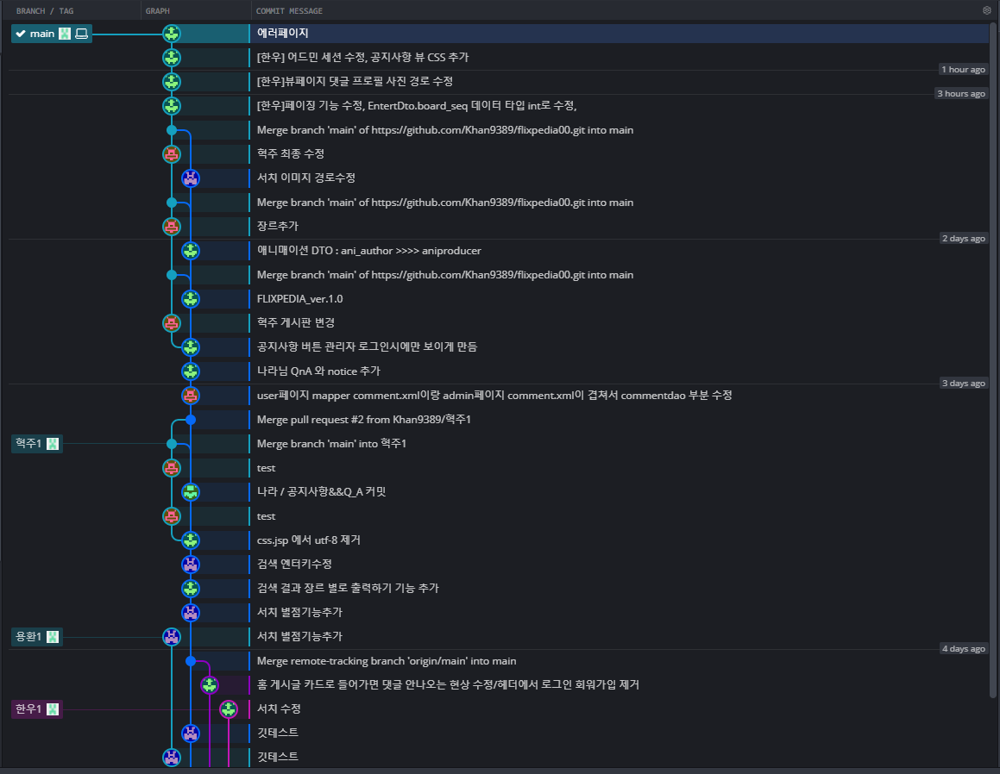 BRANCH / TAG GRAPH COMMIT MESSAGE
main 에러페이지
[한우] 어드민 세션 수정, 공지사항 뷰 CSS 추가
1 hour ago
[한우]뷰페이지 댓글 프로필 사진 경로 수정
3 hours ago
[한우]페이징 기능 수정, EntertDto.board_seq 데이터 타입 int로 수정,
Merge branch 'main' of https://github.com/Khan9389/flixpedia00.git into main
혁주 최종 수정
서치 이미지 경로수정
Merge branch 'main' of https://github.com/Khan9389/flixpedia00.git into main
장르추가
2 days ago
애니매이션 DTO : ani_author >>>> aniproducer
Merge branch 'main' of https://github.com/Khan9389/flixpedia00.git into main
FLIXPEDIA_ver.1.0
혁주 게시판 변경
공지사항 버튼 관리자 로그인시에만 보이게 만듬
나라님 QnA 와 notice 추가
3 days ago
user페이지 mapper comment.xml이랑 admin페이지 comment.xml이 겹쳐서 commentdao 부분 수정
Merge pull request #2 from Khan9389/혁주1
혁주1 Merge branch 'main' into 혁주1
test
나라 / 공지사항&&Q_A 커밋
test
css.jsp 에서 utf-8 제거
검색 엔터키수정
검색 결과 장르 별로 출력하기 기능 추가
서치 별점기능추가
용환1 서치 별점기능추가
4 days ago
Merge remote-tracking branch 'origin/main' into main
홈 게시글 카드로 들어가면 댓글 안나오는 현상 수정/헤더에서 로그인 회워가입 제거
한우1 서치 수정
깃테스트
깃테스트